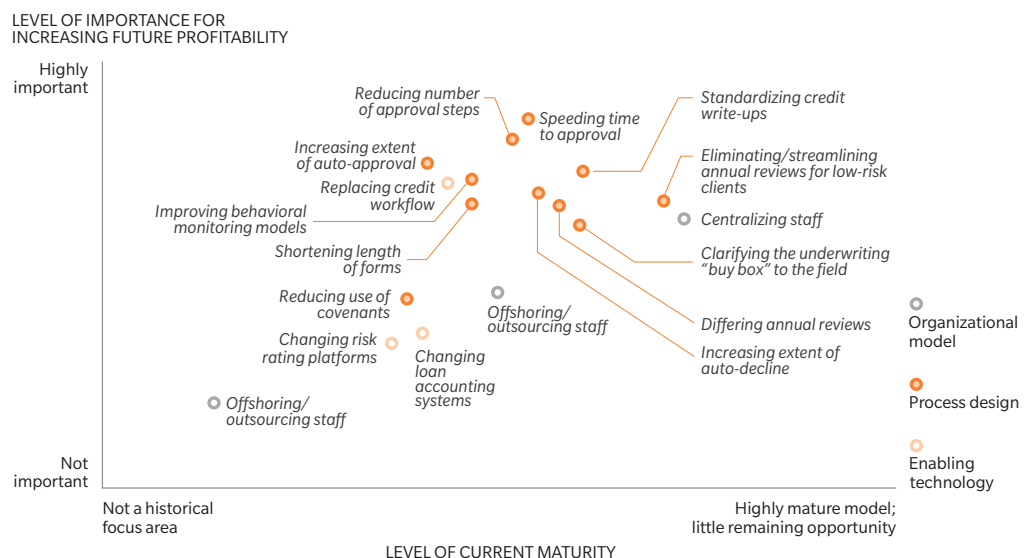 LEVEL OF IMPORTANCE FOR
INCREASING FUTURE PROFITABILITY
Highly
important
Reducing number
of approval steps
Speeding time
to approval
Standardizing credit
write-ups
Increasing extent
of auto-approval
Eliminating/streamlining
annual reviews for low-risk
clients
Replacing credit
workflow
Improving behavioral
monitoring models
Centralizing staff
Shortening length
of forms
Clarifying the underwriting
“buy box” to the field
Reducing use of
covenants
Offshoring/
outsourcing staff
Differing annual reviews
Changing risk
rating platforms
Changing
loan
accounting
systems
Increasing extent of
auto-decline
Offshoring/
outsourcing staff
Organizational
model
Process design
Enabling
technology
Not
important
Not a historical
focus area
Highly mature model;
little remaining opportunity
LEVEL OF CURRENT MATURITY